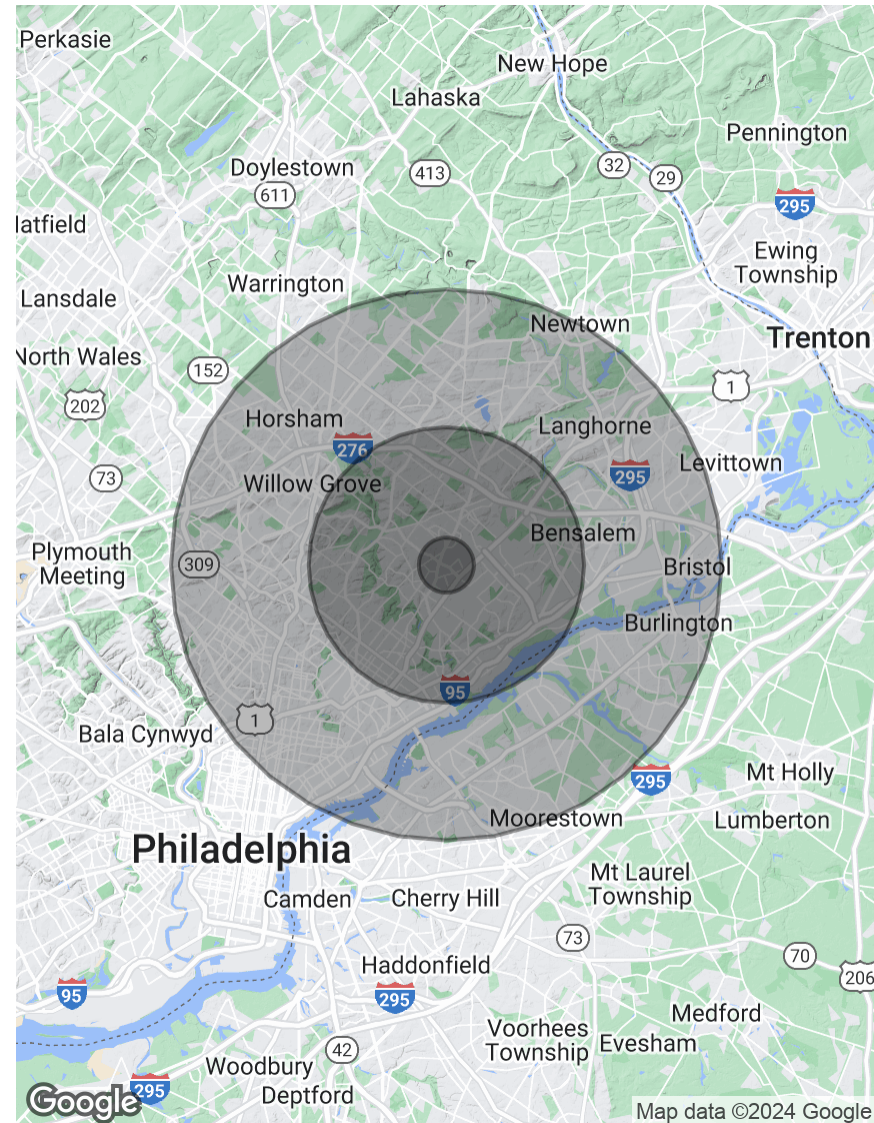 Perkasie
New Hope
Lahaska
Pennington
Doylestown
32
413
29
611
295
Hatfield
Ewing
Township
Warrington
Lansdale
Newtown
Trenton
North Wales
152
1
202
Horsham
Langhorne
276
Levittown
73
295
Willow Grove
Bensalem
Plymouth
Meeting
309
Bristol
Burlington
95
1
Bala Cynwyd
295
Mt Holly
Moorestown
Lumberton
Philadelphia
Mt Laurel
Township
Camden
Cherry Hill
73
70
Haddonfield
206
95
295
Medford
Voorhees
Township
Evesham
42
Woodbury
295
Deptford
Google
Map data ©2024 Google